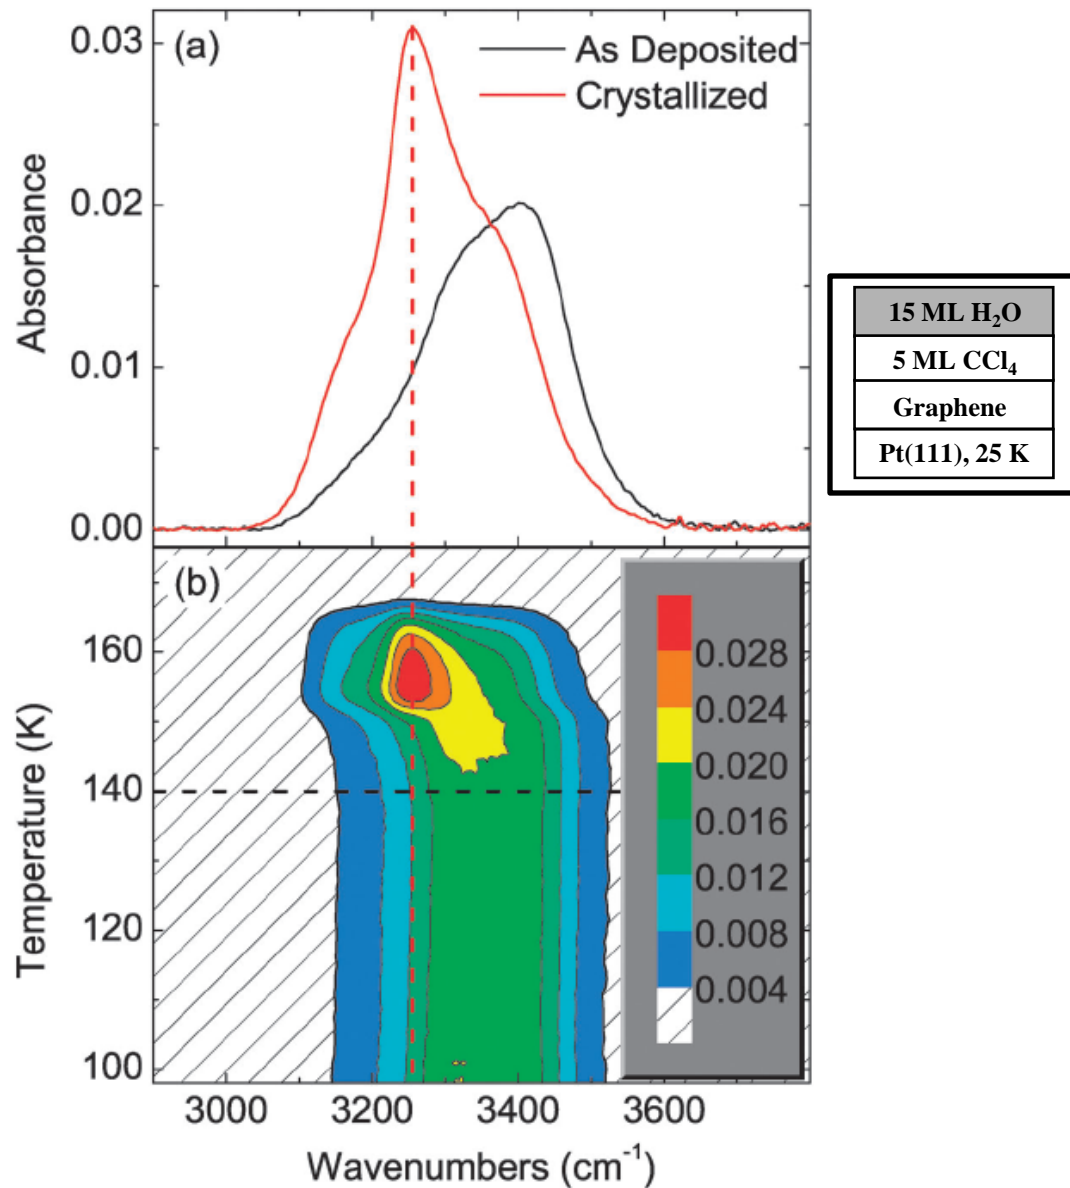 (a)
As Deposited
Crystallized
0.03
0.02
0.01
0.00
Absorbance
15 ML H₂O
5 ML CCl₄
Graphene
Pt(111), 25 K
(b)
160
140
120
100
Temperature (K)
0.028
0.024
0.020
0.016
0.012
0.008
0.004
3000 3200 3400 3600
Wavenumbers (cm⁻¹)